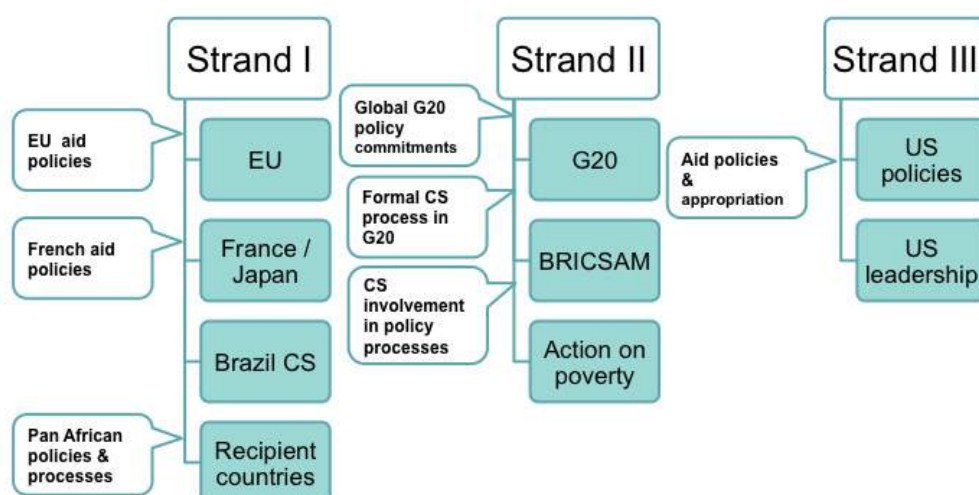 Strand I
EU aid
policies
EU
French aid
policies
France /
Japan
Brazil CS
Pan African
policies &
processes
Recipient
countries
Strand II
Global G20
policy
commitments
G20
Formal CS
process in
G20
BRICSAM
CS
involvement
in policy
processes
Action on
poverty
Strand III
Aid policies
&
appropriation
US
policies
US
leadership